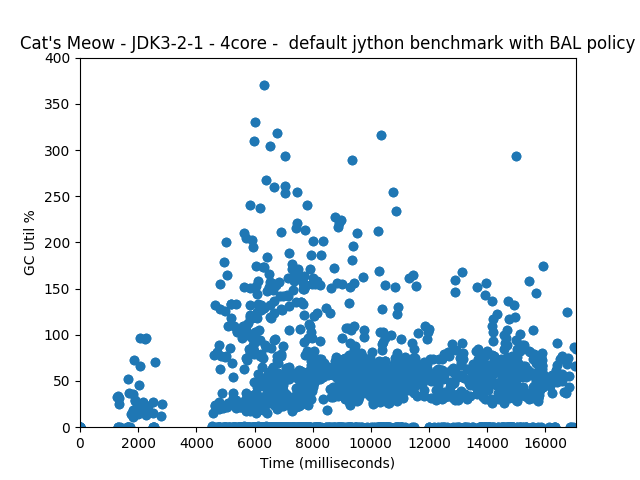 Cat's Meow - JDK3-2-1 - 4core -  default jython benchmark with BAL policy
400
350
300
250
200
150
100
50
0
GC Util %
0 2000 4000 6000 8000 10000 12000 14000 16000
Time (milliseconds)